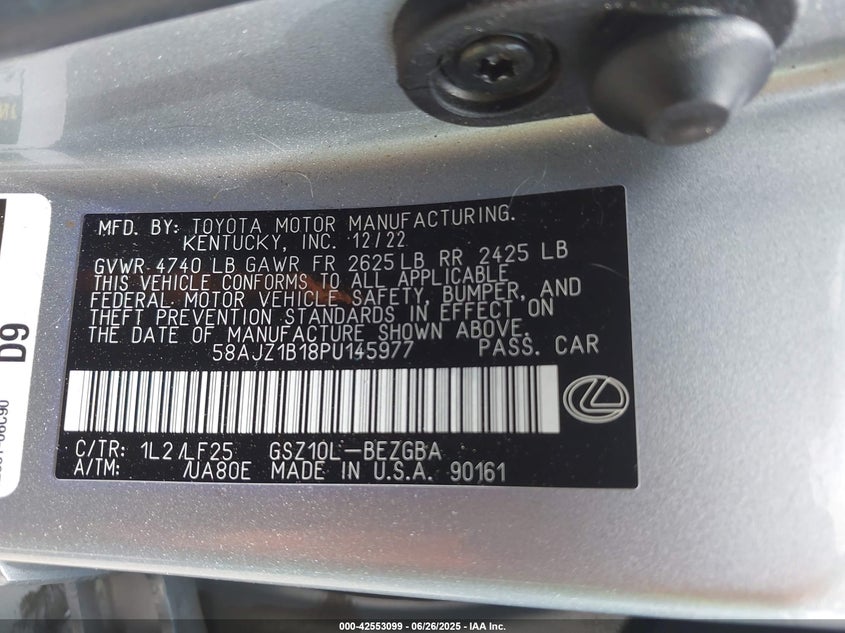 MFD. BY: TOYOTA MOTOR MANUFACTURING.
KENTUCKY, INC. 12/22
GVWR 4740 LB GAWR FR 2625 LB RR 2425 LB
THIS VEHICLE CONFORMS TO ALL APPLICABLE
FEDERAL MOTOR VEHICLE SAFETY, BUMPER, AND
THEFT PREVENTION STANDARDS IN EFFECT ON
THE DATE OF MANUFACTURE SHOWN ABOVE.
58AJZ1B18PU145977 PASS. CAR
C/TR: 1L2/LF25 GSZ10L-BEZGBA
A/TM: /UA80E MADE IN U.S.A. 90161
D9
000-42553099 - 06/26/2025 - IAA Inc.